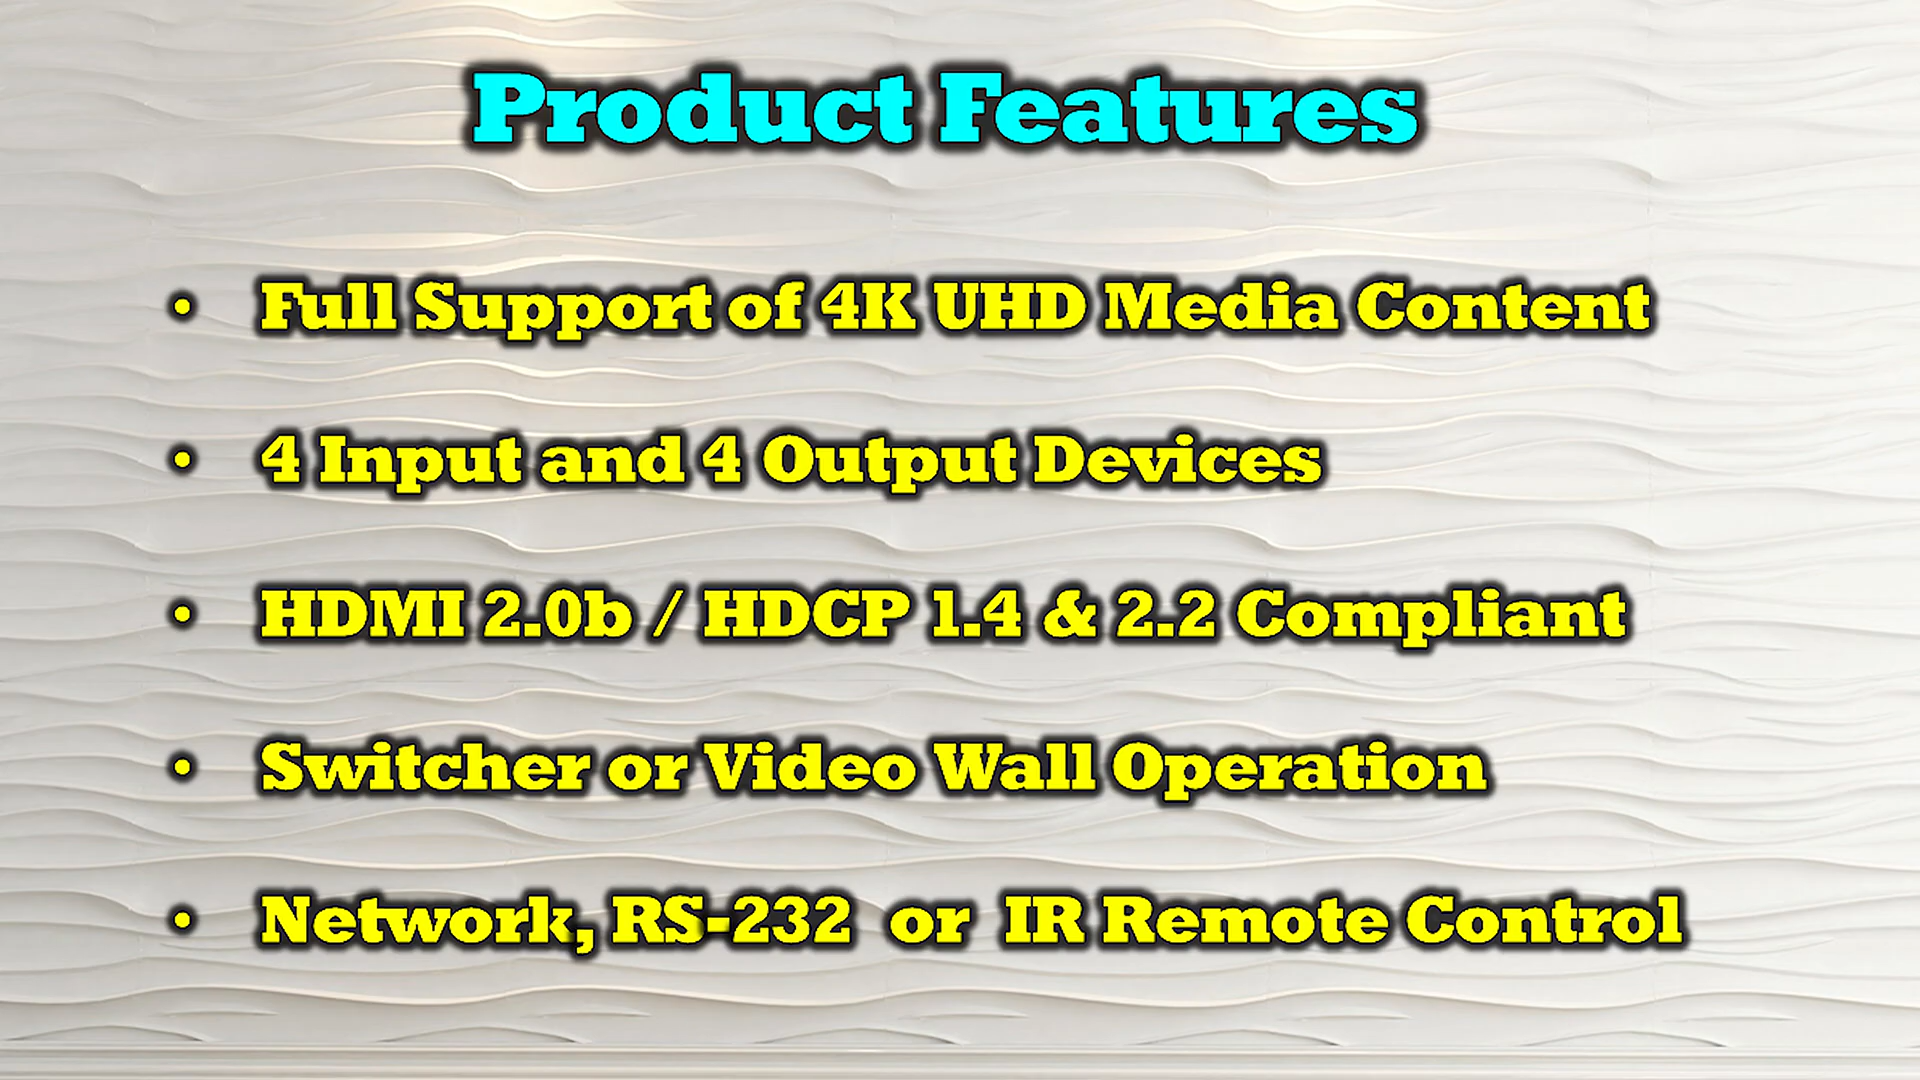 Product Features
• Full Support of 4K UHD Media Content
• 4 Input and 4 Output Devices
• HDMI 2.0b / HDCP 1.4 & 2.2 Compliant
• Switcher or Video Wall Operation
• Network, RS-232 or IR Remote Control